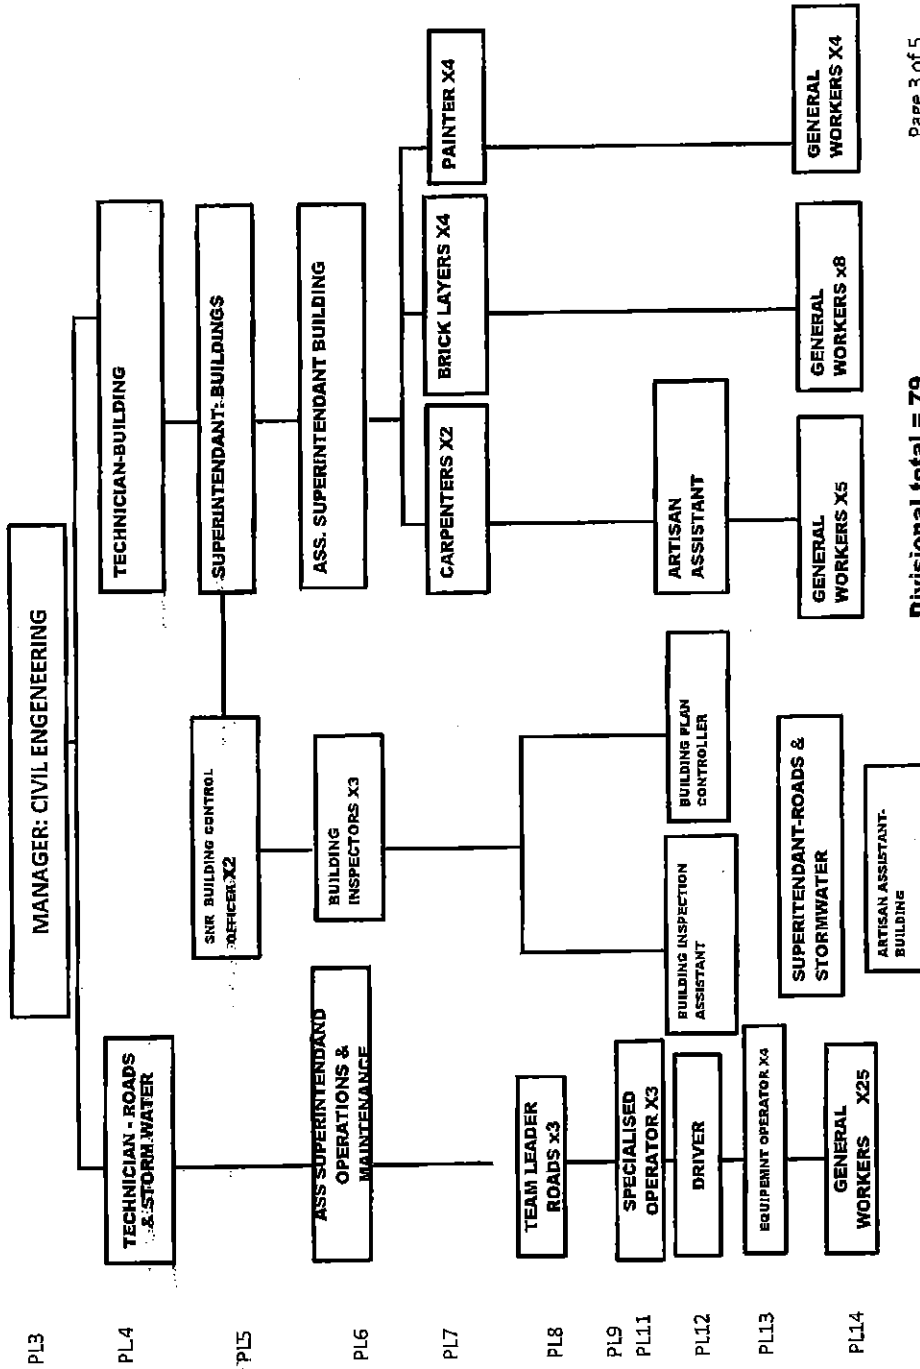 MANAGER: CIVIL ENGENEERING
PL3
TECHNICIAN - ROADS
& STORM WATER
TECHNICIAN-BUILDING
PL4
SNR BUILDING CONTROL
OFFICER X2
SUPERINTENDANT: BUILDINGS
PL5
ASS SUPERINTENDAND
OPERATIONS &
MAINTENANCE
BUILDING
INSPECTORS X3
ASS. SUPERINTENDANT BUILDING
PL6
CARPENTERS X2
BRICK LAYERS X4
PAINTER X4
PL7
TEAM LEADER
ROADS x3
PL8
SPECIALISED
OPERATOR X3
PL9
PL11
DRIVER
BUILDING INSPECTION
ASSISTANT
BUILDING PLAN
CONTROLLER
ARTISAN
ASSISTANT
PL12
EQUIPEMNT OPERATOR X4
SUPERITENDANT-ROADS &
STORMWATER
PL13
GENERAL
WORKERS X25
GENERAL
WORKERS X5
GENERAL
WORKERS x8
GENERAL
WORKERS X4
PL14
ARTISAN ASSISTANT-
BUILDING
Divisional total = 79
Page 3 of 5